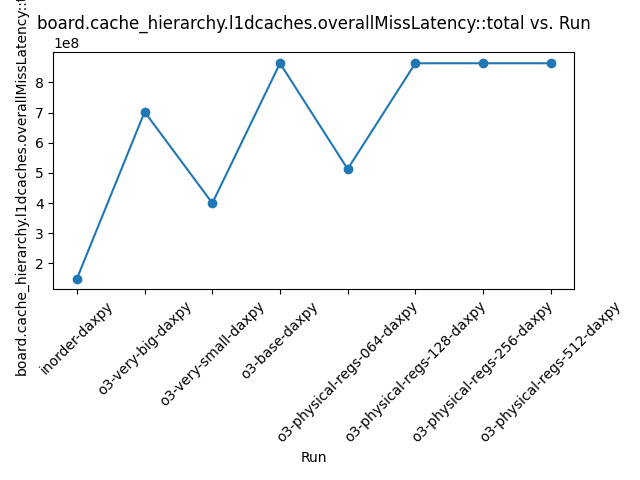 board.cache_hierarchy.l1dcaches.overallMissLatency::total vs. Run
1e8
8
7
6
5
4
3
2
board.cache_hierarchy.l1dcaches.overallMissLatency::
inorder-daxpy
o3-very-big-daxpy
o3-very-small-daxpy
o3-base-daxpy
o3-physical-regs-064-daxpy
o3-physical-regs-128-daxpy
o3-physical-regs-256-daxpy
o3-physical-regs-512-daxpy
Run